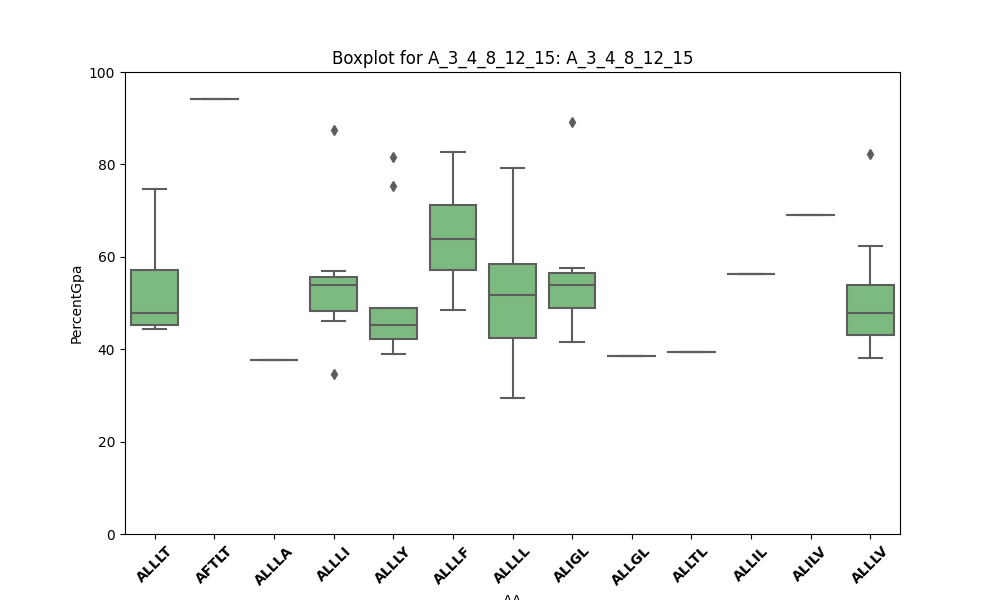 Boxplot for A_3_4_8_12_15: A_3_4_8_12_15
100
80
60
40
20
0
PercentGpa
ALLLT AFTLT ALLLA ALLLI ALLLY ALLLF ALLLL ALIGL ALLGL ALLTL ALLIL ALILV ALLLV
AA